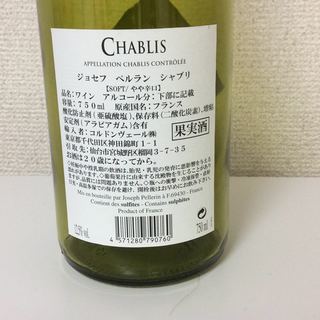 CHABLIS
APPELLATION CHABLIS CONTRÔLÉE
ジョセフ ペルラン シャブリ
【SOFT/やや辛口】
品名:ワイン アルコール分:下部に記載
容量:750ml 原産国名:フランス
酸化防止剤(亜硫酸塩)、保存料(二酸化炭素)、増粘
安定剤(アラビアガム)含有
輸入者:コルドンヴェール㈱
東京都千代田区神田錦町1-1
引取先:仙台市宮城野区榴岡3-7-35
果実酒
お酒は20歳になってから。
Mis en bouteille par Joseph Pellerin à F-69430 - France
Contient des sulfites - Contains sulphites
Product of France
12,5% vol.
750 ml
4 571280 790760